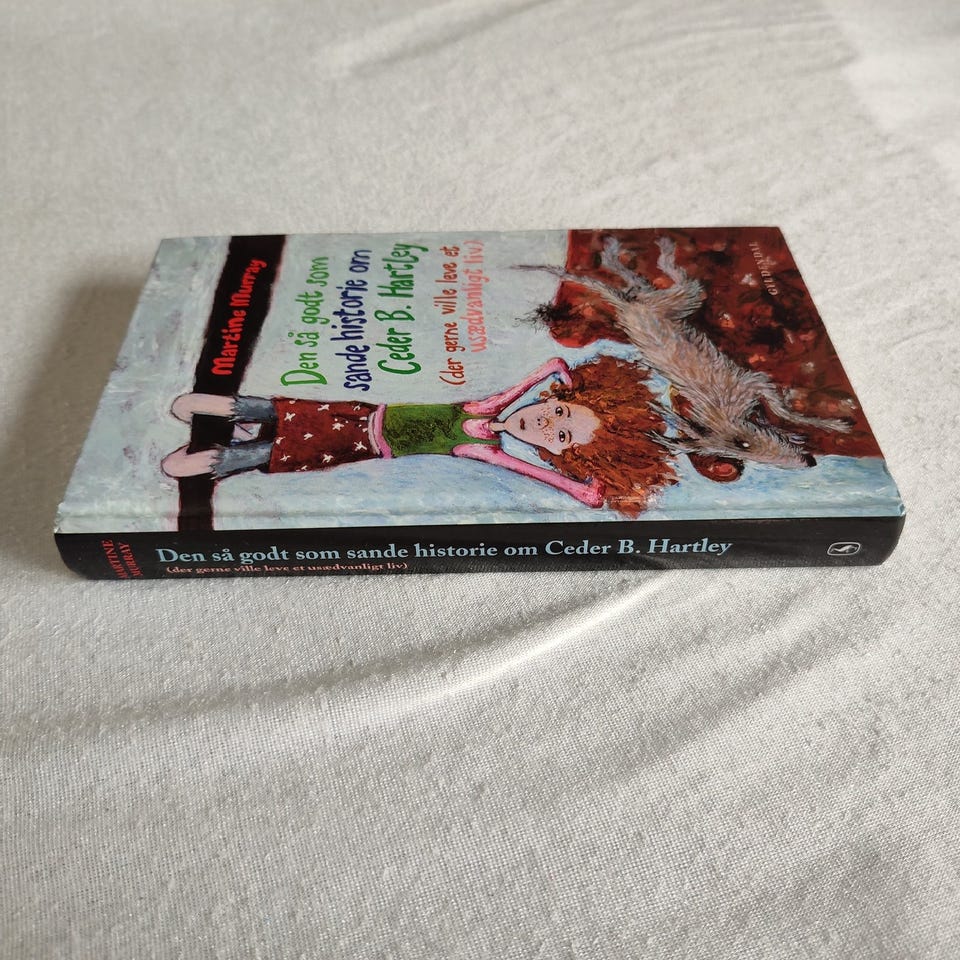 Martine Murray
Den så godt som
sande historie om
Ceder B. Hartley
(der gerne ville leve et
usædvanligt liv)
GYLDENDAL
MARTINE
MURRAY
Den så godt som sande historie om Ceder B. Hartley
(der gerne ville leve et usædvanligt liv)